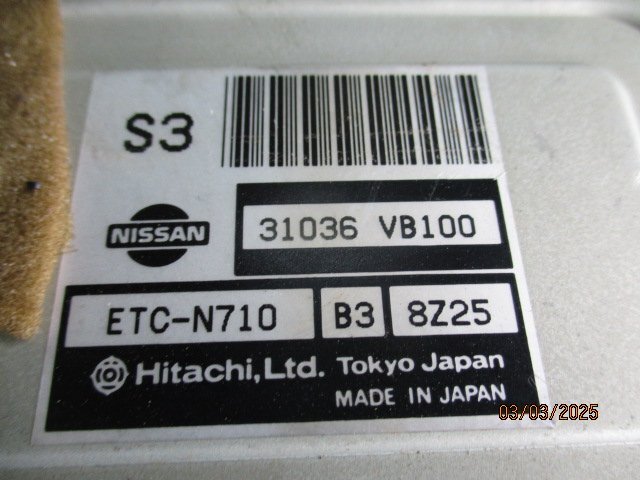 S3
NISSAN
31036 VB100
ETC-N710 B3 8Z25
Hitachi,Ltd. Tokyo Japan
MADE IN JAPAN
03/03/2025